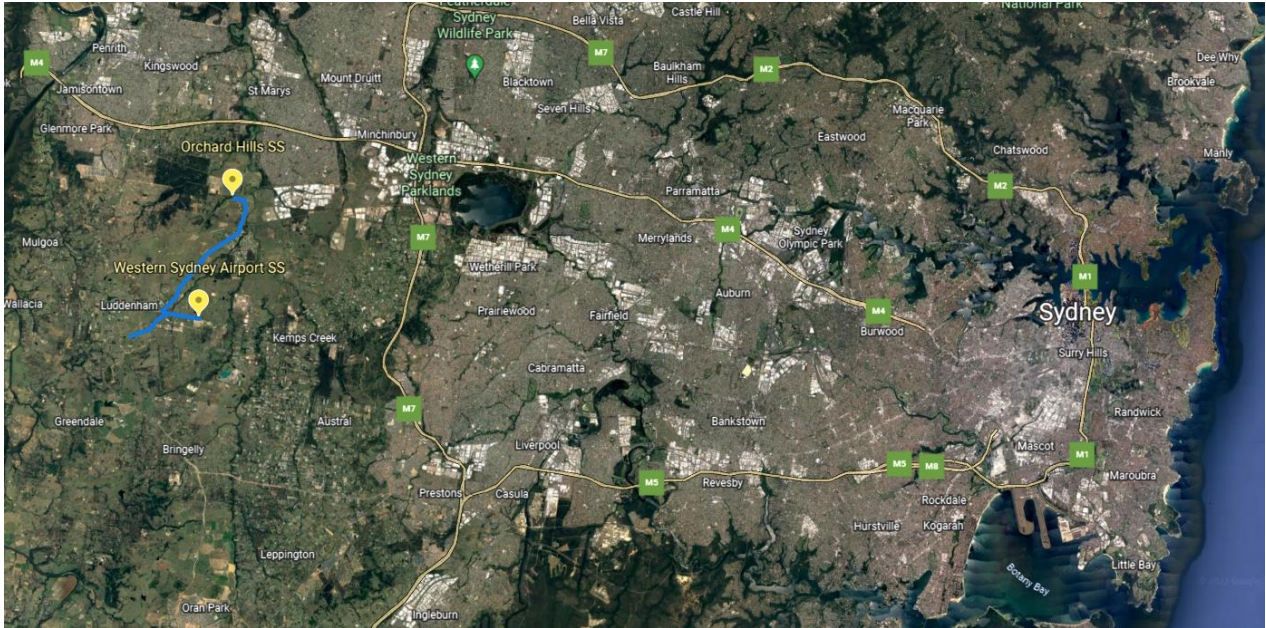 Featherdale
Sydney
Wildlife Park
Castle Hill
National Park
Bella Vista
Penrith
M4
Kingswood
M7
Baulkham
Hills
M2
Dee Why
Jamisontown
St Marys
Mount Druitt
Blacktown
Seven Hills
Brookvale
Macquarie
Park
Glenmore Park
Minchinbury
Eastwood
Chatswood
Manly
Orchard Hills SS
Western
Sydney
Parklands
Parramatta
M2
Mulgoa
M7
Merrylands
M4
Sydney
Olympic Park
Western Sydney Airport SS
Wetherill Park
M1
Wallacia
Luddenham
Auburn
Prairiewood
Fairfield
M4
Burwood
Sydney
Kemps Creek
Surry Hills
Cabramatta
M7
Greendale
Austral
Bankstown
Randwick
Bringelly
Liverpool
Mascot
M1
M5
M8
Prestons
Casula
M5
Revesby
Maroubra
Rockdale
Hurstville
Kogarah
Leppington
Little Bay
Botany Bay
Oran Park
Ingleburn